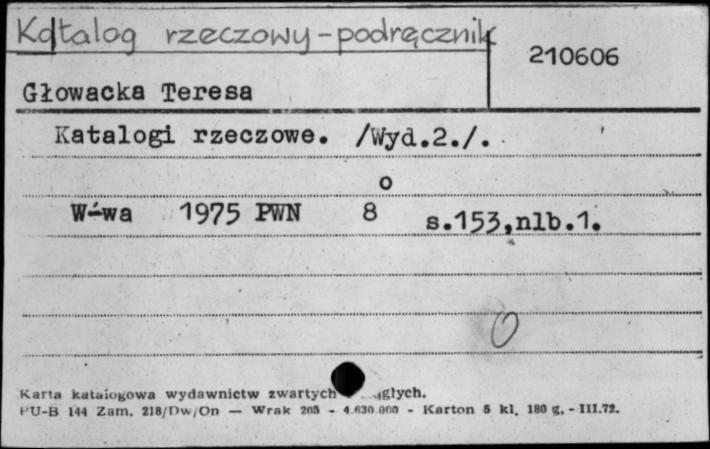 Katalog rzeczowy - podręcznik
210606
Głowacka Teresa
Katalogi rzeczowe. /Wyd.2./.
W-wa 1975 PWN 8° s.153,nlb.1.
Karta katalogowa wydawnictw zwartych
PU-B 144 Zam. 218/Dw/On — Wrak 205 - 4.630.000 - Karton 5 kl. 180 g. - III.72.